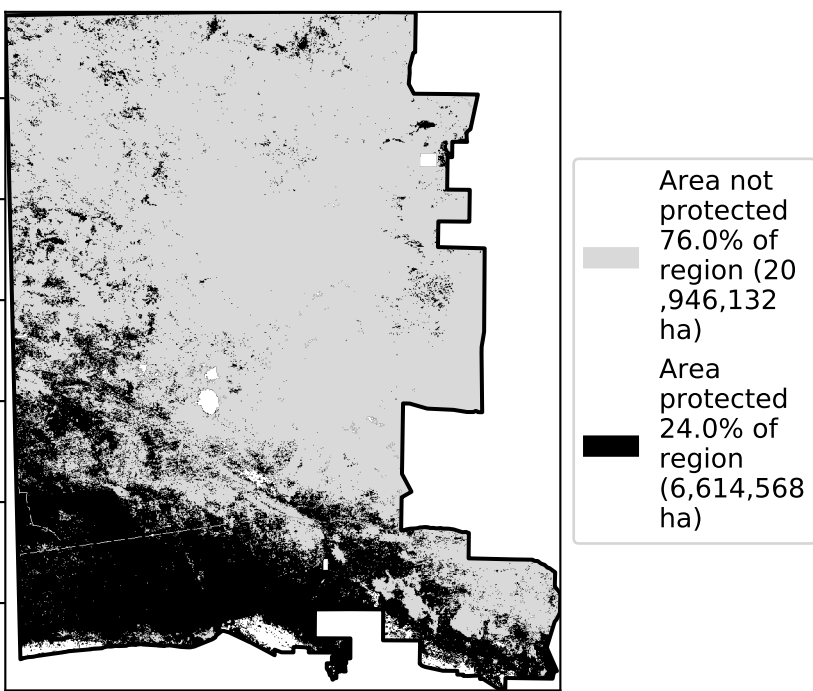 Area not
protected
76.0% of
region (20
,946,132
ha)
Area
protected
24.0% of
region
(6,614,568
ha)